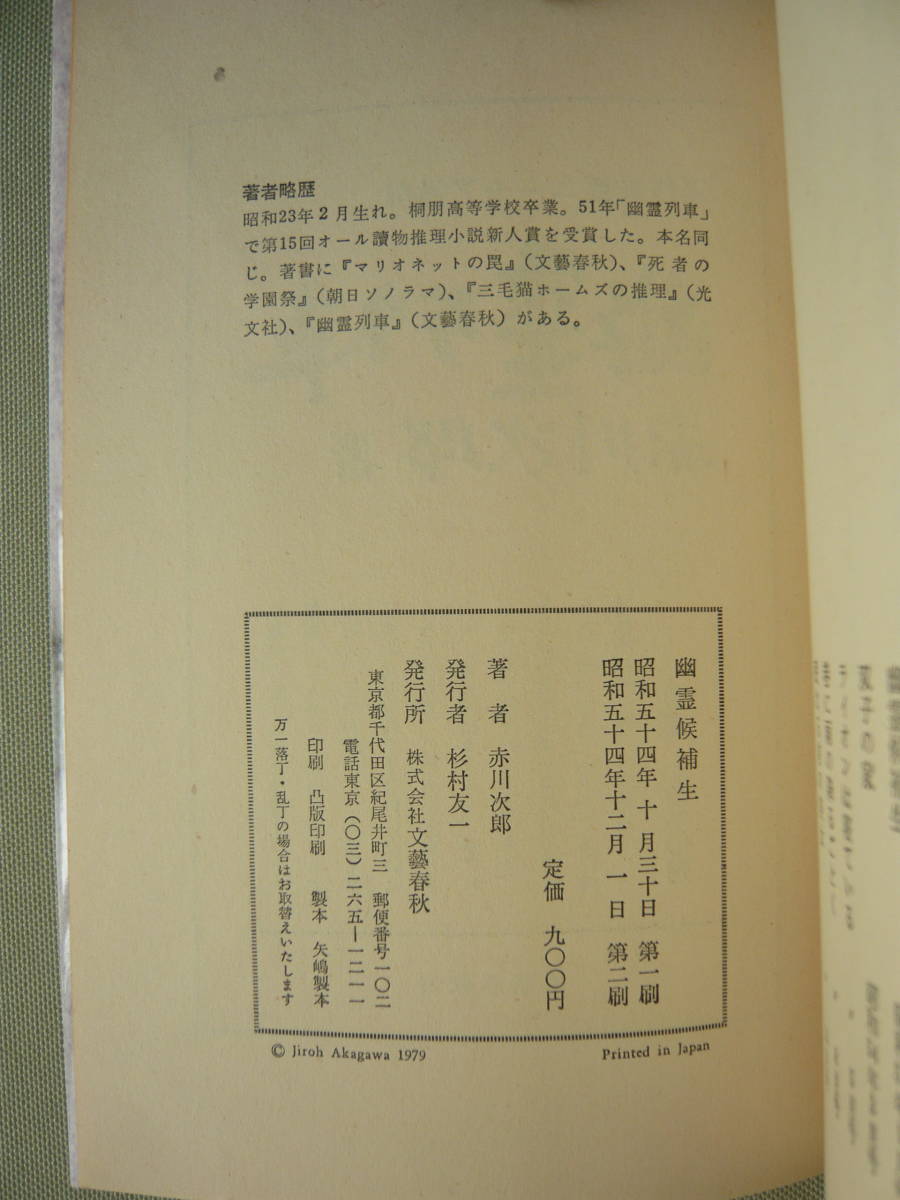 著者略歴
昭和23年2月生れ。桐朋高等学校卒業。51年「幽霊列車」
で第15回オール讀物推理小説新人賞を受賞した。本名同
じ。著書に『マリオネットの罠』(文藝春秋)、『死者の
学園祭』(朝日ソノラマ)、『三毛猫ホームズの推理』(光
文社)、『幽霊列車』(文藝春秋)がある。
幽霊候補生
昭和五十四年 十 月三十日 第一刷
昭和五十四年十二月 一 日 第二刷
定価 九〇〇円
著 者 赤川次郎
発行者 杉村友一
発行所 株式会社文藝春秋
東京都千代田区紀尾井町三 郵便番号一〇二
電話東京(〇三)二六五―一二一一
印刷 凸版印刷 製本 矢嶋製本
万一落丁・乱丁の場合はお取替えいたします
© Jiroh Akagawa 1979
Printed in Japan